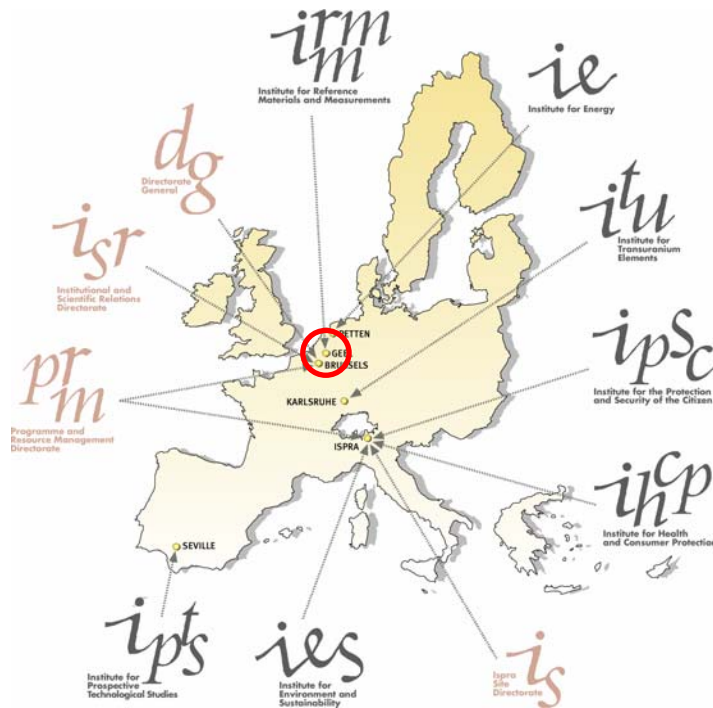 irmm
Institute for Reference
Materials and Measurements
ie
Institute for Energy
dg
Directorate
General
itu
Institute for
Transuranium
Elements
isr
Institutional and
Scientific Relations
Directorate
ipsc
Institute for the Protection
and Security of the Citizen
prm
Programme and
Resource Management
Directorate
PETTEN
GEEL
BRUSSELS
KARLSRUHE
ISPRA
ihcp
Institute for Health
and Consumer Protection
SEVILLE
ipts
Institute for
Prospective
Technological Studies
ies
Institute for
Environment and
Sustainability
is
Ispra
Site
Directorate